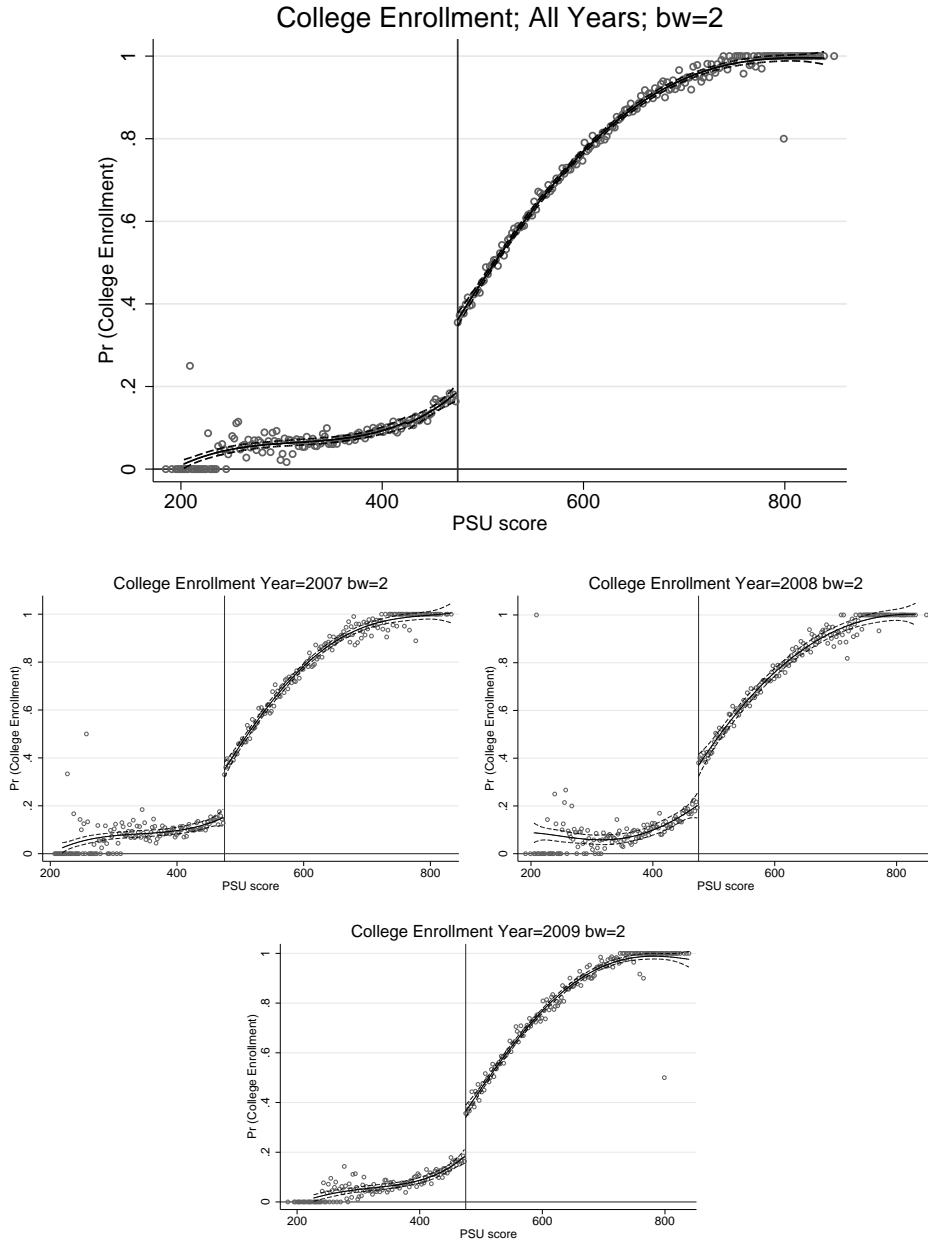 College Enrollment; All Years; bw=2
Pr (College Enrollment)
1
.8
.6
.4
.2
0
200 400 600 800
PSU score
College Enrollment Year=2007 bw=2
Pr (College Enrollment)
1
.8
.6
.4
.2
0
200 400 600 800
PSU score
College Enrollment Year=2008 bw=2
Pr (College Enrollment)
1
.8
.6
.4
.2
0
200 400 600 800
PSU score
College Enrollment Year=2009 bw=2
Pr (College Enrollment)
1
.8
.6
.4
.2
0
200 400 600 800
PSU score